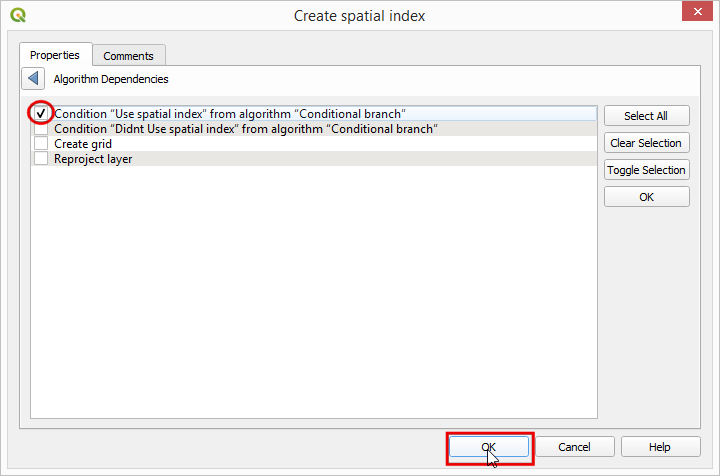 Create spatial index
Properties
Comments
Algorithm Dependencies
Condition "Use spatial index" from algorithm "Conditional branch"
Condition "Didnt Use spatial index" from algorithm "Conditional branch"
Create grid
Reproject layer
Select All
Clear Selection
Toggle Selection
OK
OK
Cancel
Help